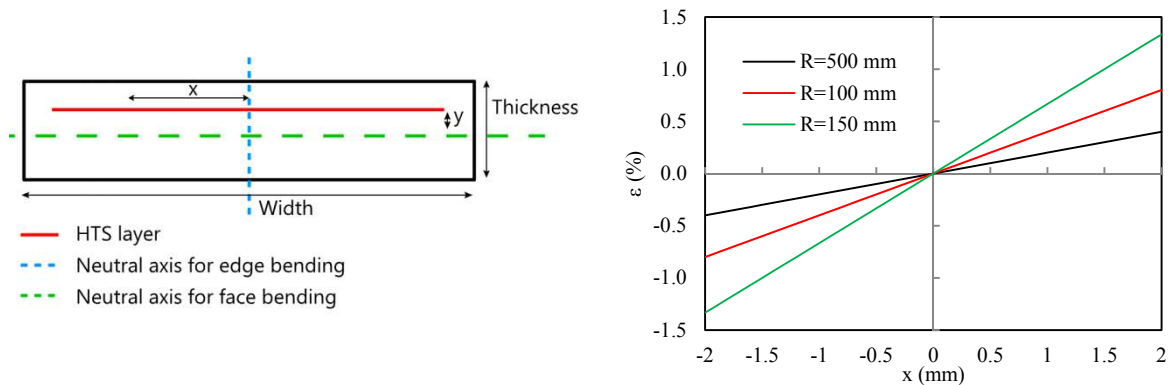 x
y
Thickness
Width
HTS layer
Neutral axis for edge bending
Neutral axis for face bending
1.5
1.0
0.5
0.0
-0.5
-1.0
-1.5
ε (%)
R=500 mm
R=100 mm
R=150 mm
-2 -1.5 -1 -0.5 0 0.5 1 1.5 2
x (mm)